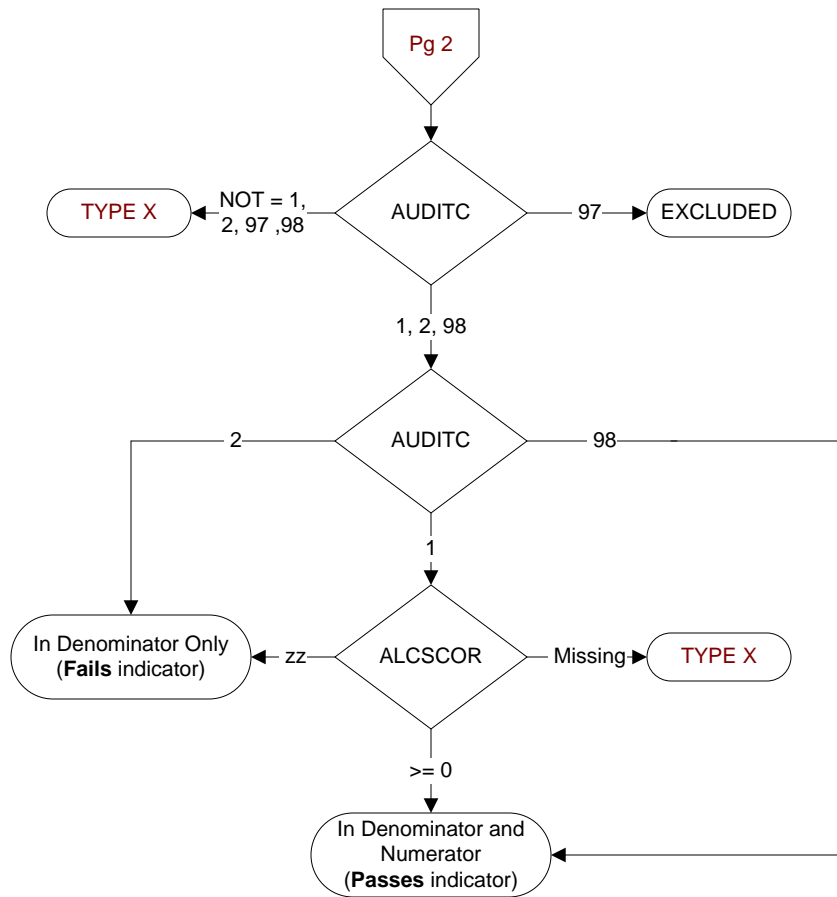 Pg 2
NOT = 1,
2, 97 ,98
TYPE X
AUDITC
97
EXCLUDED
1, 2, 98
2
AUDITC
98
1
In Denominator Only
(Fails indicator)
zz
ALCSCOR
Missing
TYPE X
>= 0
In Denominator and
Numerator
(Passes indicator)